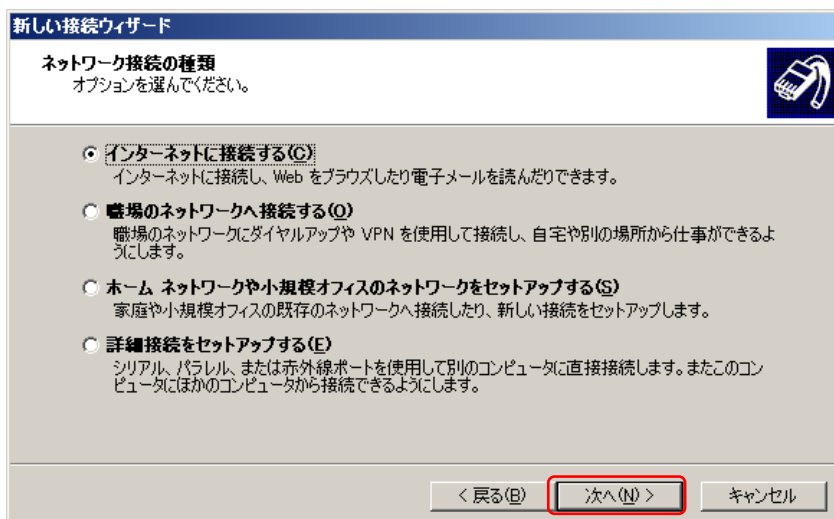 新しい接続ウィザード
ネットワーク接続の種類
オプションを選んでください。
インターネットに接続する(C)
インターネットに接続し、Web をブラウズしたり電子メールを読んだりできます。
職場のネットワークへ接続する(O)
職場のネットワークにダイヤルアップや VPN を使用して接続し、自宅や別の場所から仕事ができるよ
うにします。
ホーム ネットワークや小規模オフィスのネットワークをセットアップする(S)
家庭や小規模オフィスの既存のネットワークへ接続したり、新しい接続をセットアップします。
詳細接続をセットアップする(E)
シリアル、パラレル、または赤外線ポートを使用して別のコンピュータに直接接続します。またこのコン
ピュータにほかのコンピュータから接続できるようにします。
< 戻る(B) 次へ(N) > キャンセル